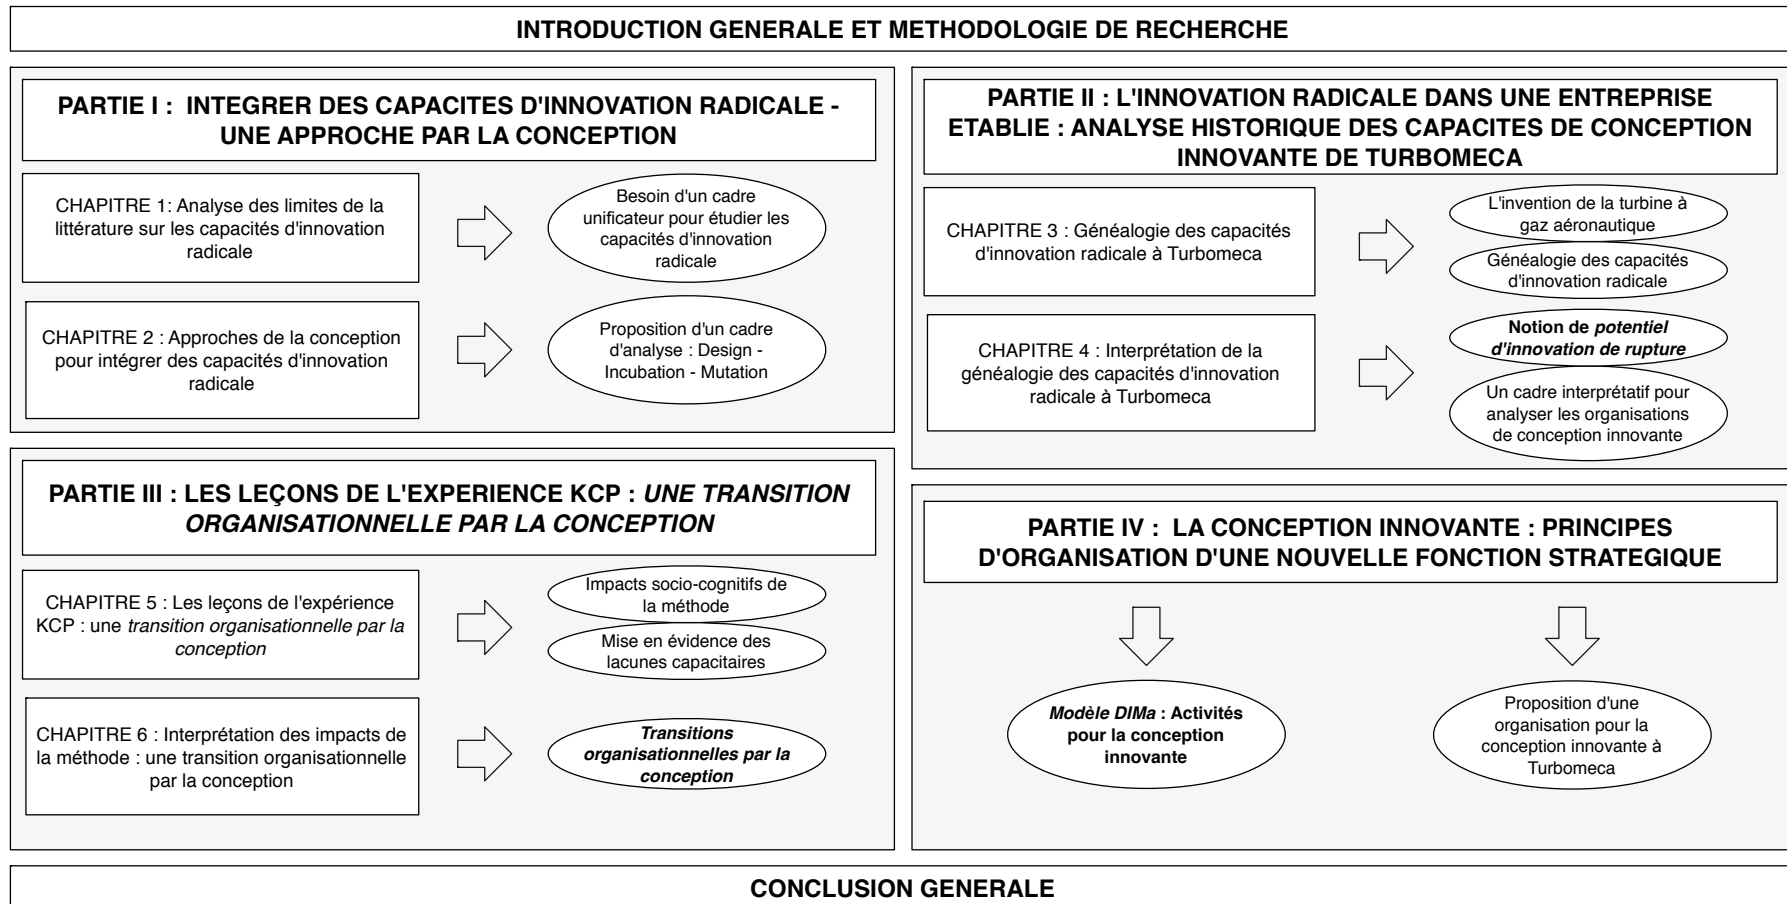 INTRODUCTION GENERALE ET METHODOLOGIE DE RECHERCHE
PARTIE I : INTEGRER DES CAPACITES D'INNOVATION RADICALE -
UNE APPROCHE PAR LA CONCEPTION
CHAPITRE 1: Analyse des limites de la
littérature sur les capacités d'innovation
radicale
Besoin d'un cadre
unificateur pour étudier les
capacités d'innovation
radicale
CHAPITRE 2 : Approches de la conception
pour intégrer des capacités d'innovation
radicale
Proposition d'un cadre
d'analyse : Design -
Incubation - Mutation
PARTIE II : L'INNOVATION RADICALE DANS UNE ENTREPRISE
ETABLIE : ANALYSE HISTORIQUE DES CAPACITES DE CONCEPTION
INNOVANTE DE TURBOMECA
CHAPITRE 3 : Généalogie des capacités
d'innovation radicale à Turbomeca
L'invention de la turbine à
gaz aéronautique
Généalogie des capacités
d'innovation radicale
CHAPITRE 4 : Interprétation de la
généalogie des capacités d'innovation
radicale à Turbomeca
Notion de potentiel
d'innovation de rupture
Un cadre interprétatif pour
analyser les organisations
de conception innovante
PARTIE III : LES LEÇONS DE L'EXPERIENCE KCP : UNE TRANSITION
ORGANISATIONNELLE PAR LA CONCEPTION
CHAPITRE 5 : Les leçons de l'expérience
KCP : une transition organisationnelle par la
conception
Impacts socio-cognitifs de
la méthode
Mise en évidence des
lacunes capacitaires
CHAPITRE 6 : Interprétation des impacts de
la méthode : une transition organisationnelle
par la conception
Transitions
organisationnelles par la
conception
PARTIE IV : LA CONCEPTION INNOVANTE : PRINCIPES
D'ORGANISATION D'UNE NOUVELLE FONCTION STRATEGIQUE
Modèle DIMa : Activités
pour la conception
innovante
Proposition d'une
organisation pour la
conception innovante à
Turbomeca
CONCLUSION GENERALE